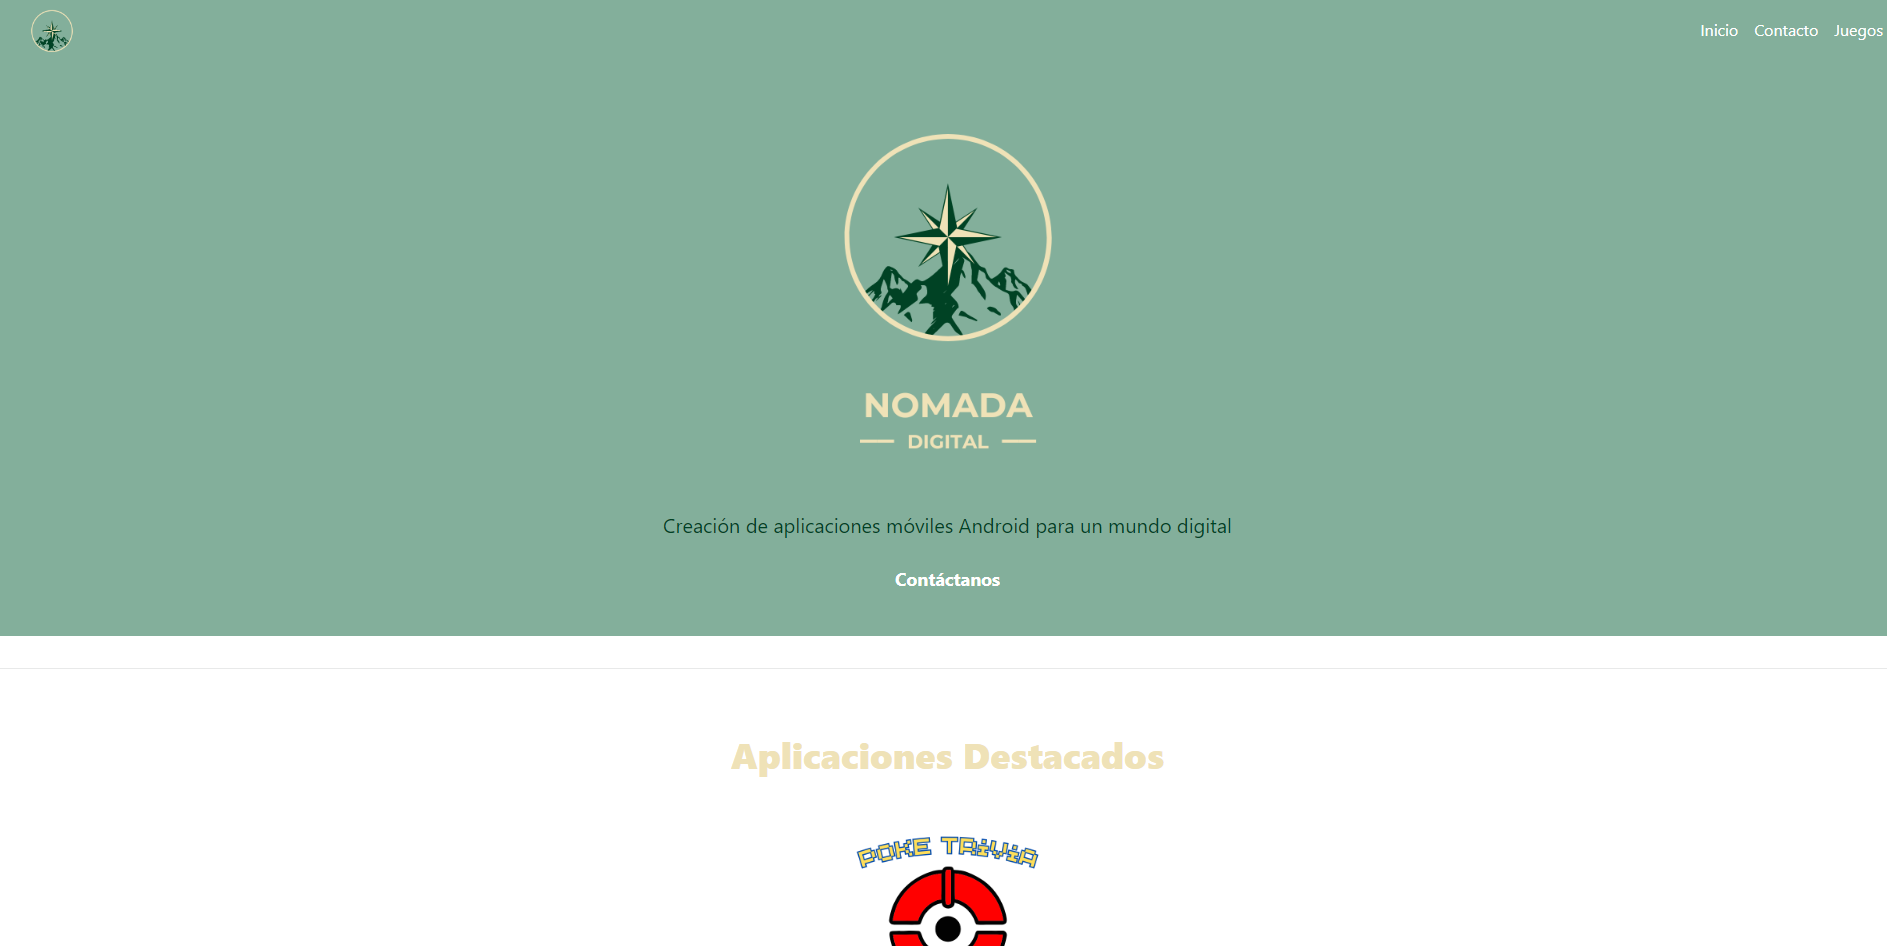 Inicio Contacto Juegos
NOMADA
DIGITAL
Creación de aplicaciones móviles Android para un mundo digital
Contáctanos
Aplicaciones Destacados
POKE TRiViA